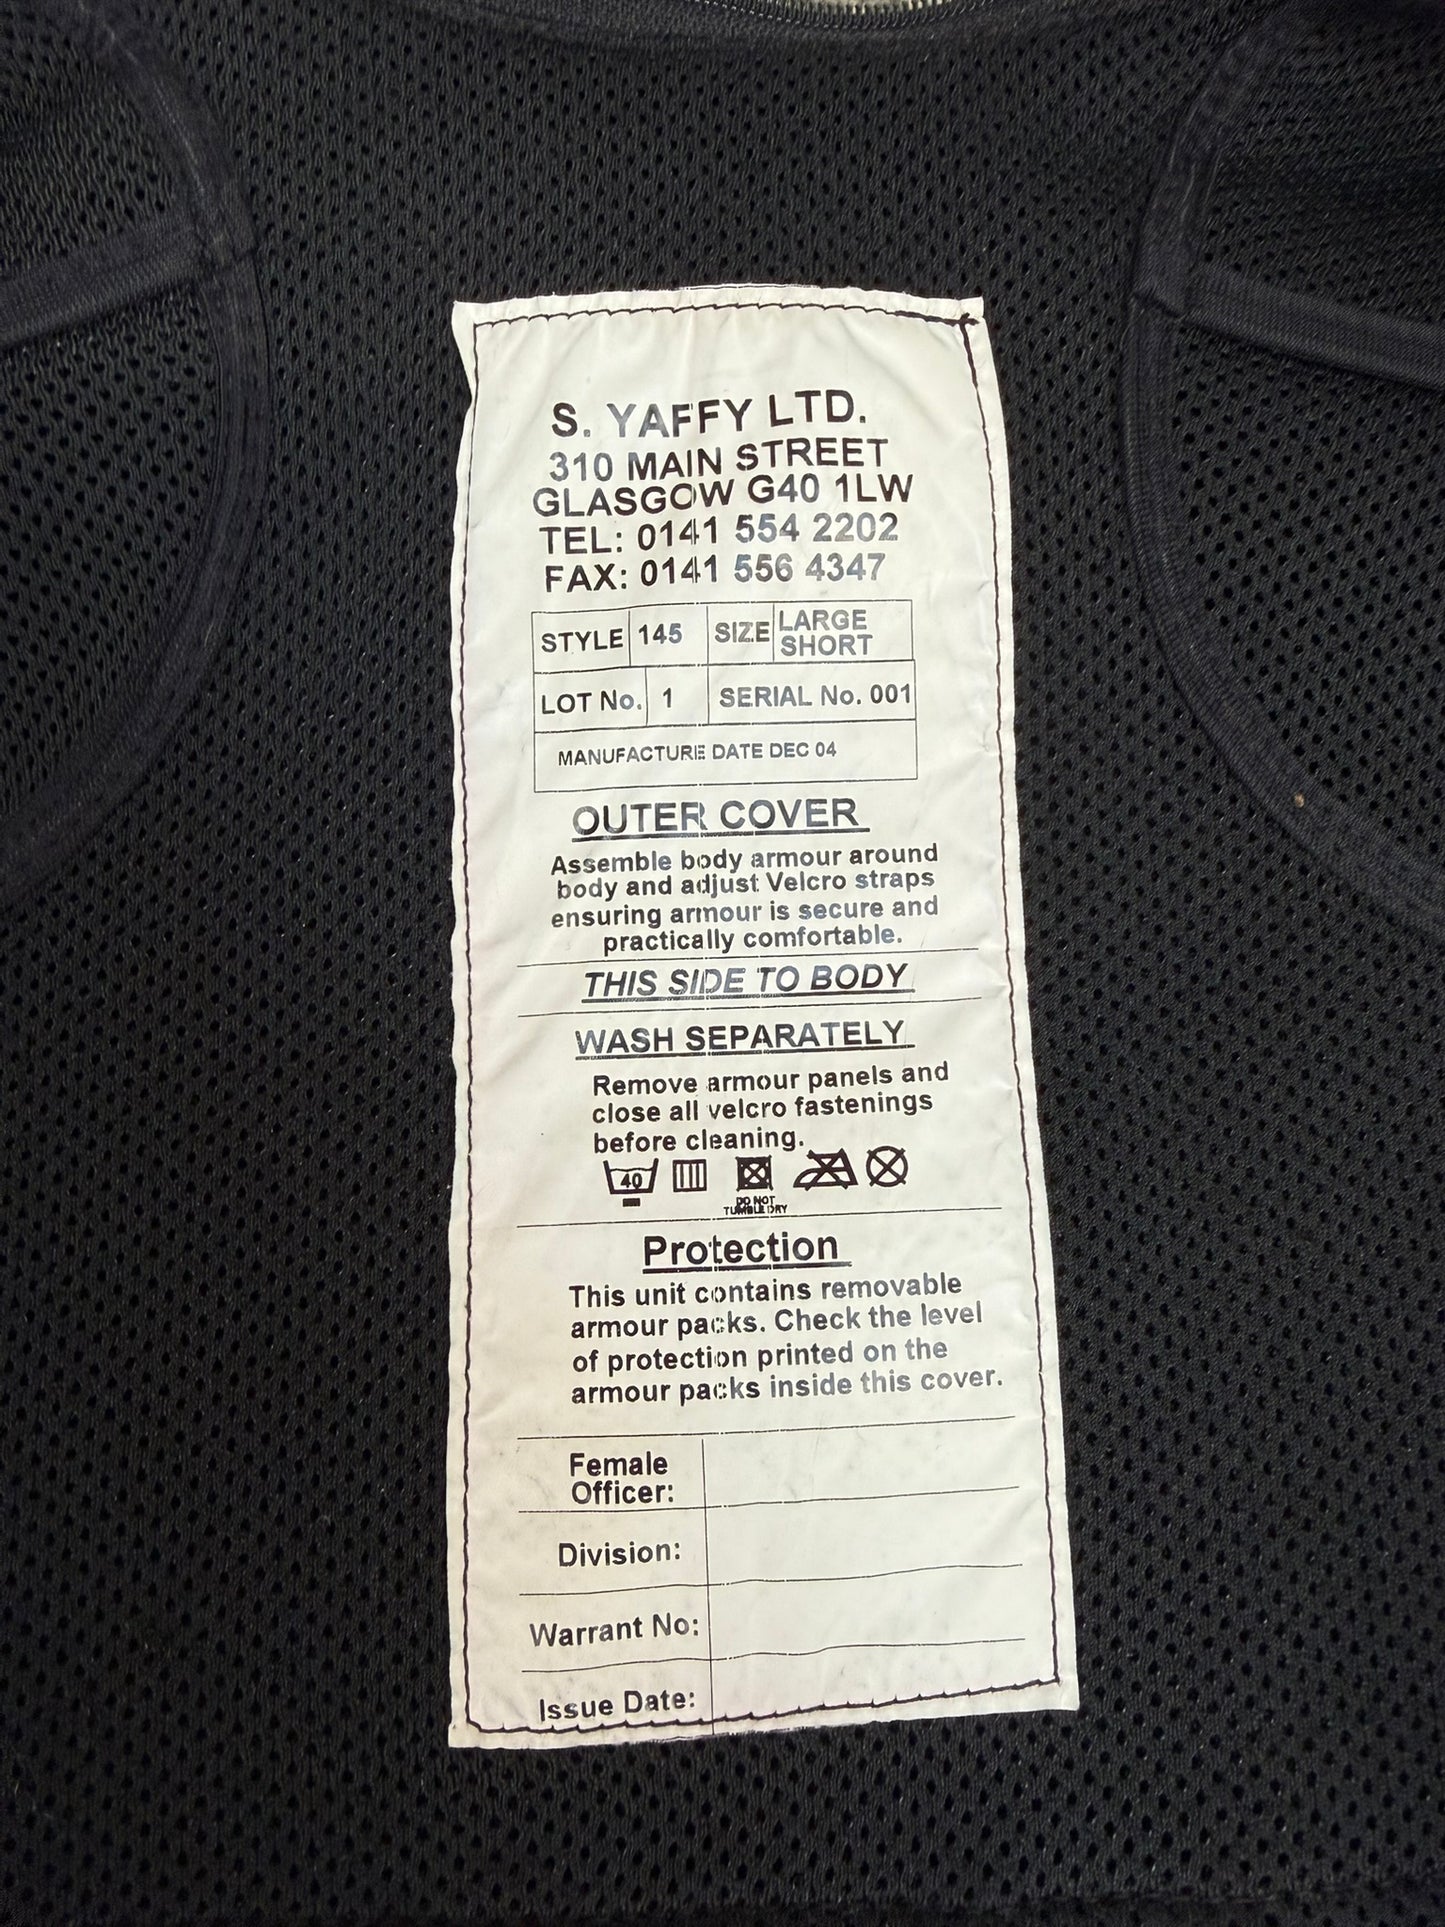 S. YAFFY LTD.
310 MAIN STREET
GLASGOW G40 1LW
TEL: 0141 554 2202
FAX: 0141 556 4347
STYLE 145 SIZE LARGE SHORT
LOT No. 1 SERIAL No. 001
MANUFACTURE DATE DEC 04
OUTER COVER
Assemble body armour around
body and adjust Velcro straps
ensuring armour is secure and
practically comfortable.
THIS SIDE TO BODY
WASH SEPARATELY
Remove armour panels and
close all velcro fastenings
before cleaning.
40
DO NOT
TUMBLE DRY
Protection
This unit contains removable
armour packs. Check the level
of protection printed on the
armour packs inside this cover.
Female
Officer:
Division:
Warrant No:
Issue Date: